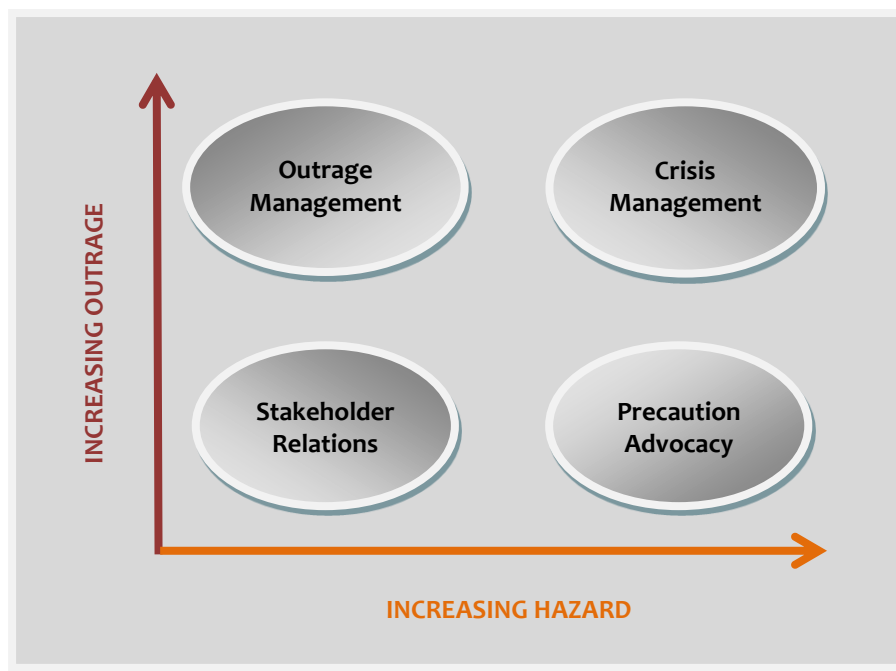 Outrage
Management
Crisis
Management
INCREASING OUTRAGE
Stakeholder
Relations
Precaution
Advocacy
INCREASING HAZARD